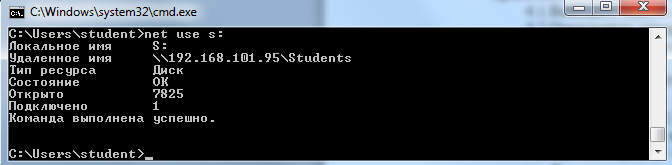 C:\Windows\system32\cmd.exe
C:\Users\student>net use s:
Локальное имя S:
Удаленное имя \\192.168.101.95\Students
Тип ресурса Диск
Состояние OK
Открыто 7825
Подключено 1
Команда выполнена успешно.
C:\Users\student>_